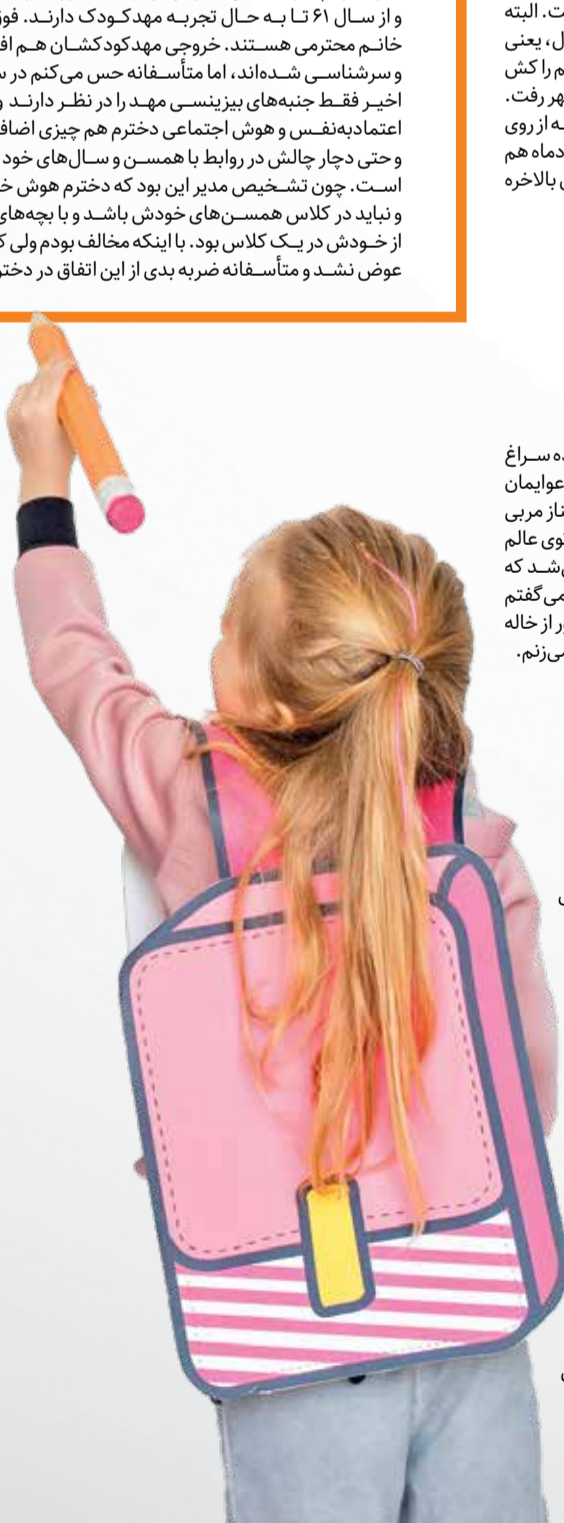 و از سال ۶۱ تا به حال تجربه مهدکودک دارند. فوق
خانم محترمی هستند. خروجی مهدکودکشان هم اف
و سرشناسی شده‌اند، اما متأسفانه حس می‌کنم در س
اخیر فقط جنبه‌های بیزینسی مهد را در نظر دارند و
اعتمادبه‌نفس و هوش اجتماعی دخترم هم چیزی اضاف
و حتی دچار چالش در روابط با همسن و سال‌های خود
است. چون تشخیص مدیر این بود که دخترم هوش خ
و نباید در کلاس همسن‌های خودش باشد و با بچه‌های
از خودش در یک کلاس بود. با اینکه مخالف بودم ولی ک
عوض نشد و متأسفانه ضربه بدی از این اتفاق در دختر
ت. البته
ل، یعنی
م را کش
هر رفت.
ه از روی
دماه هم
ی بالاخره
ده سراغ
عوایمان
ناز مربی
نوی عالم
ی‌شد که
می‌گفتم
ور از خاله
می‌زنم.